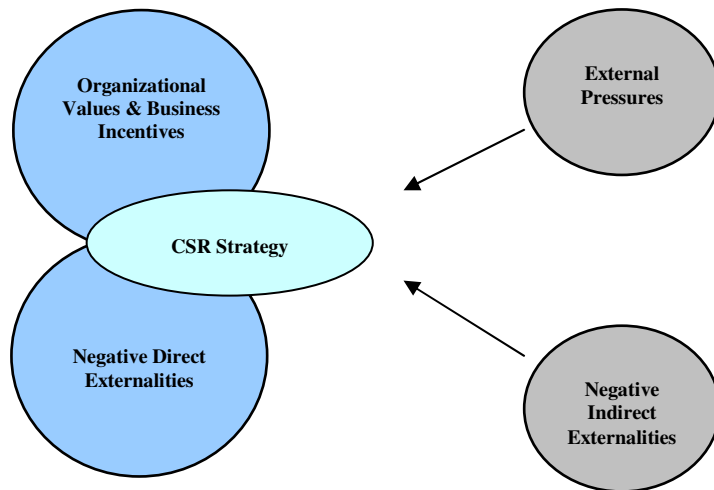 Organizational
Values & Business
Incentives
External
Pressures
CSR Strategy
Negative Direct
Externalities
Negative
Indirect
Externalities